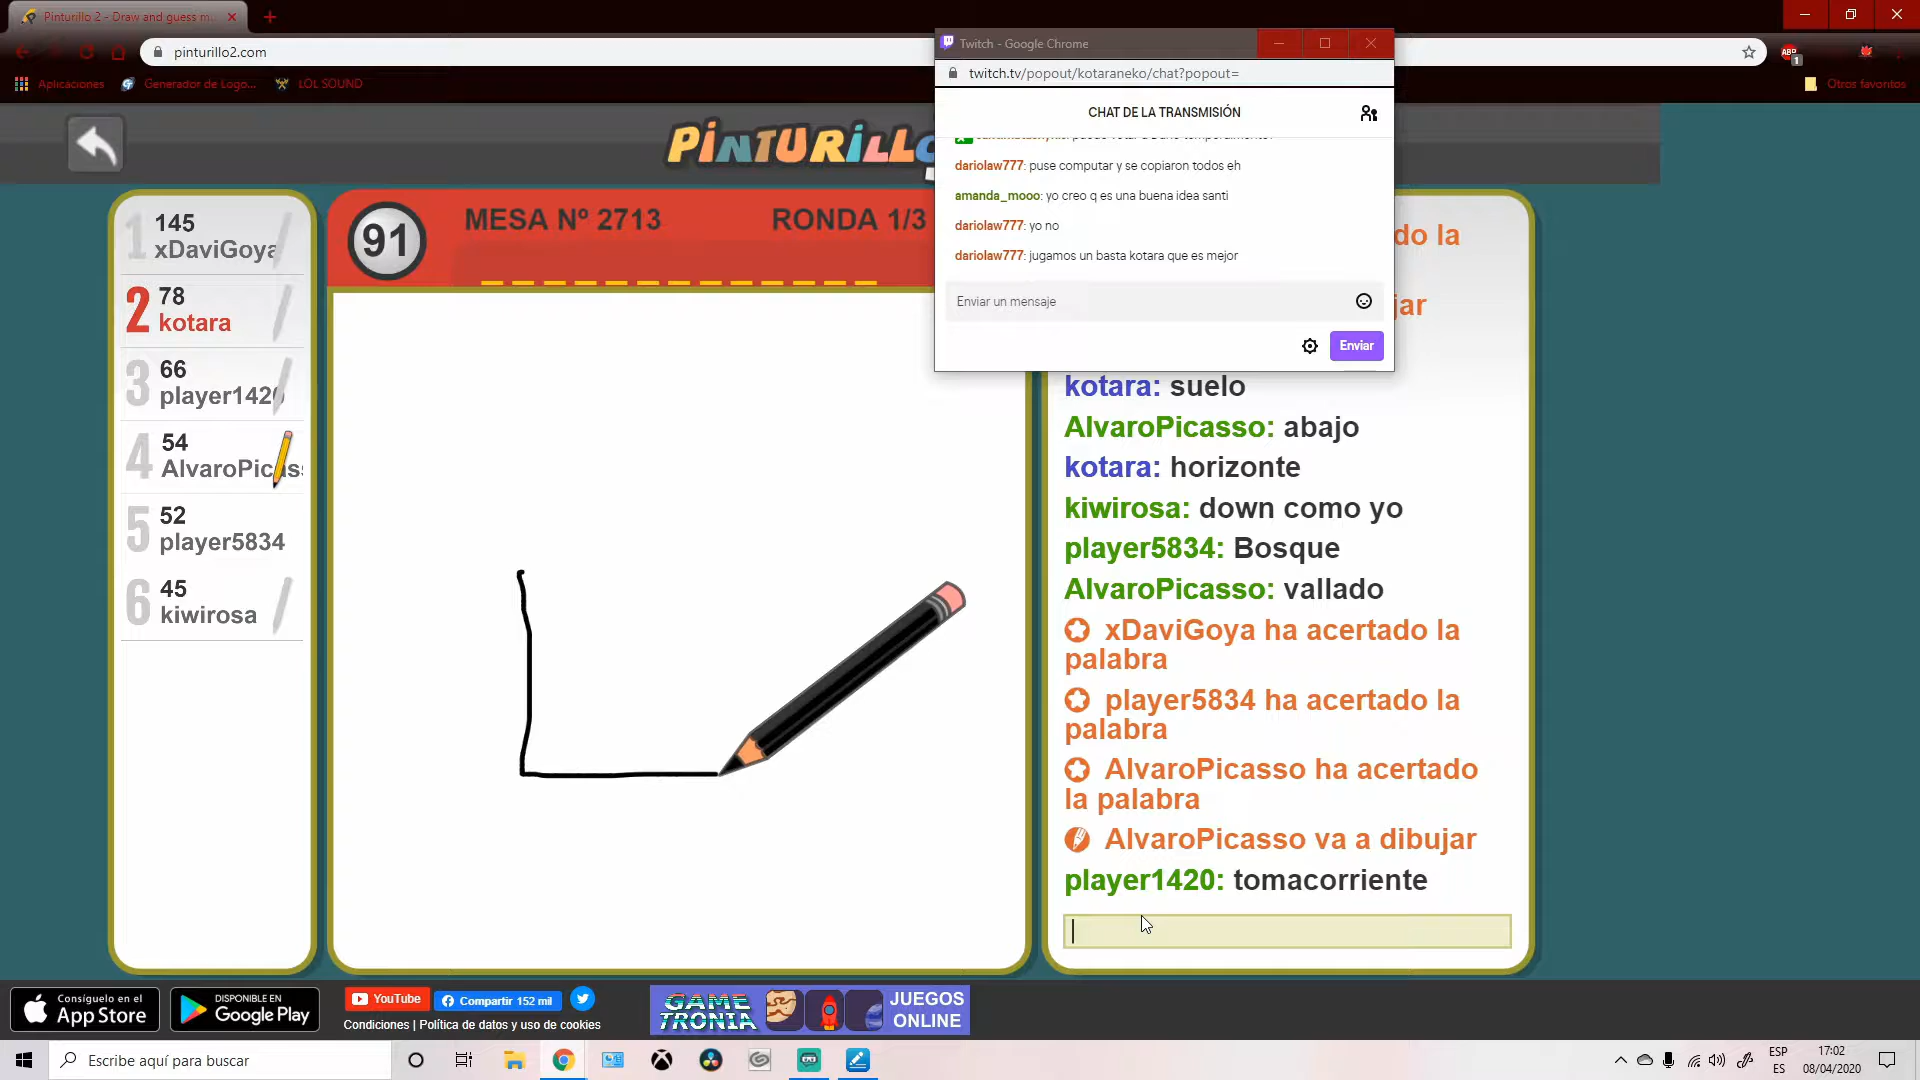 Pinturillo 2 - Draw and guess m
pinturillo2.com
Aplicaciones
Generador de Logo...
LOL SOUND
ABP
1
Otros favoritos
Twitch - Google Chrome
twitch.tv/popout/kotaraneko/chat?popout=
CHAT DE LA TRANSMISIÓN
dariolaw777: puse computar y se copiaron todos eh
amanda_mooo: yo creo q es una buena idea santi
dariolaw777: yo no
dariolaw777: jugamos un basta kotara que es mejor
Enviar un mensaje
Enviar
PINTURILLO
91
MESA Nº 2713
RONDA 1/3
1
145
xDaviGoya
2
78
kotara
3
66
player1420
4
54
AlvaroPicass
5
52
player5834
6
45
kiwirosa
do la
jar
kotara: suelo
AlvaroPicasso: abajo
kotara: horizonte
kiwirosa: down como yo
player5834: Bosque
AlvaroPicasso: vallado
xDaviGoya ha acertado la
palabra
player5834 ha acertado la
palabra
AlvaroPicasso ha acertado
la palabra
AlvaroPicasso va a dibujar
player1420: tomacorriente
Consíguelo en el
App Store
DISPONIBLE EN
Google Play
YouTube
Compartir 152 mil
Condiciones | Política de datos y uso de cookies
GAME
TRONIA
JUEGOS
ONLINE
Escribe aquí para buscar
ESP
ES
17:02
08/04/2020